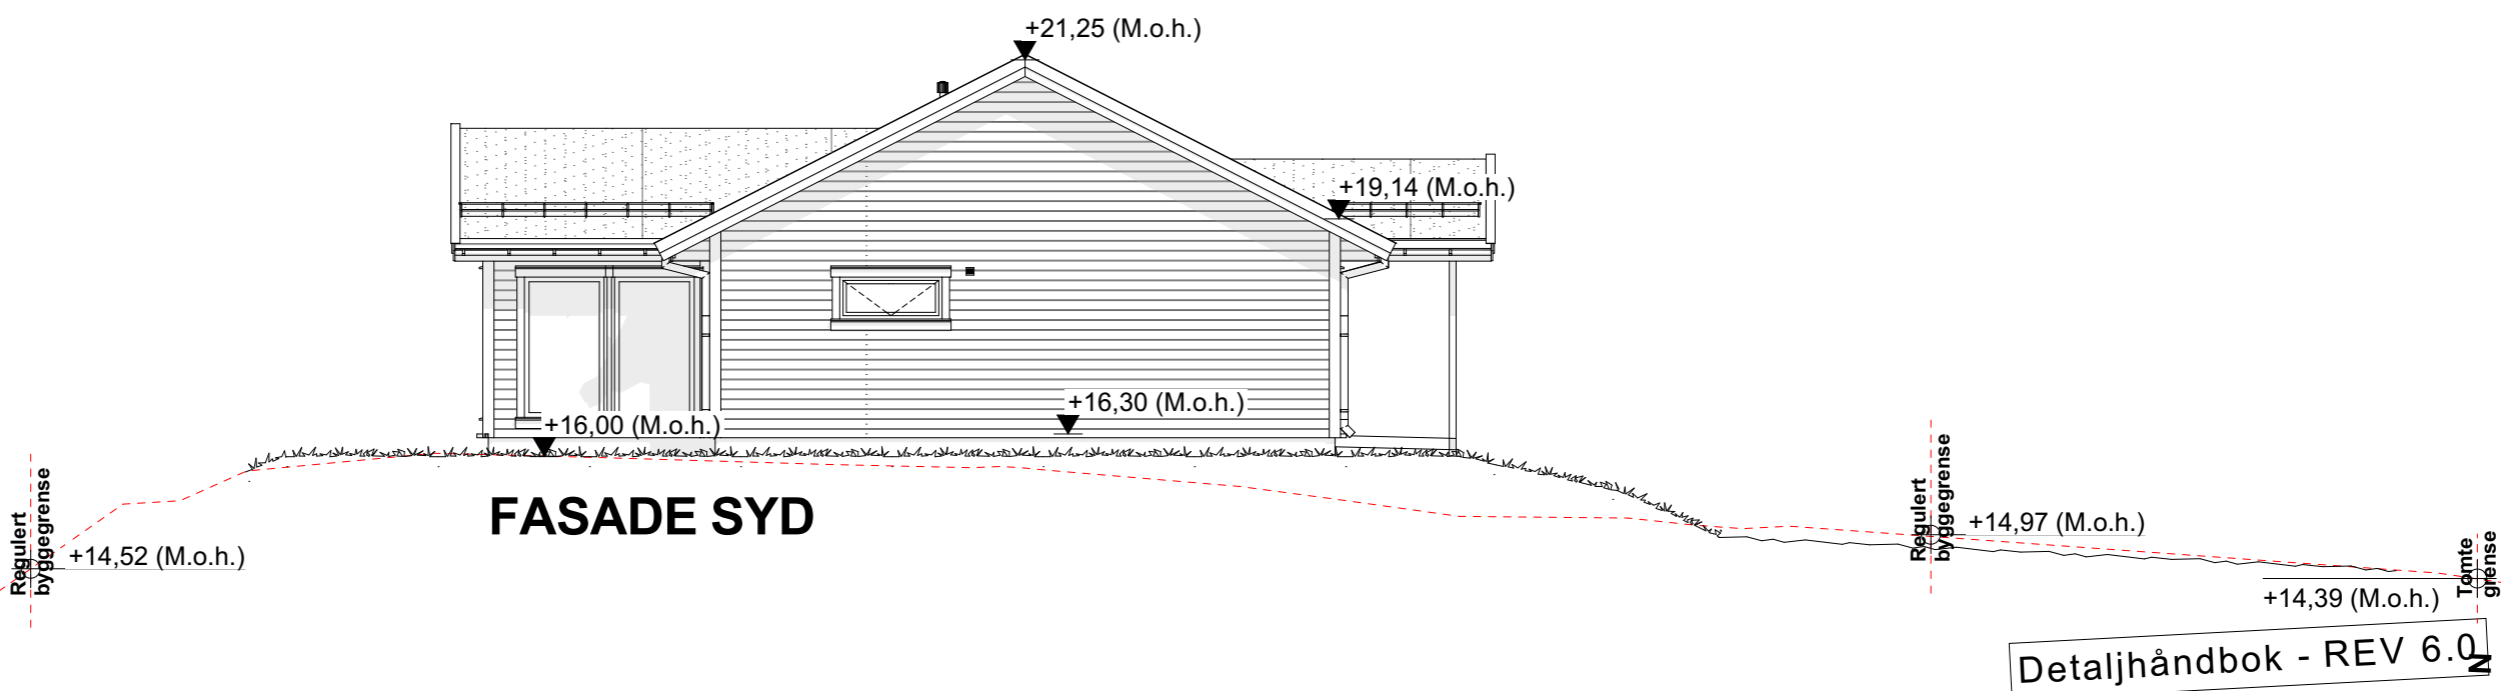 +21,25 (M.o.h.)
+19,14 (M.o.h.)
+16,30 (M.o.h.)
+16,00 (M.o.h.)
FASADE SYD
Regulert
byggegrense
+14,52 (M.o.h.)
Regulert
byggegrense
+14,97 (M.o.h.)
Tomte
grense
+14,39 (M.o.h.)
Detaljhåndbok - REV 6.0
N